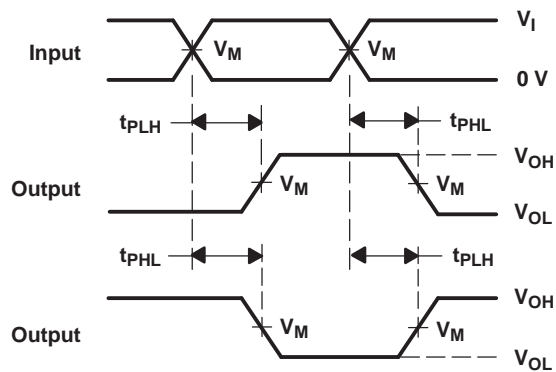 V_I
Input V_M V_M
0 V
t_PLH t_PHL
V_OH
Output V_M V_M
V_OL
t_PHL t_PLH
V_OH
V_M V_M
Output
V_OL